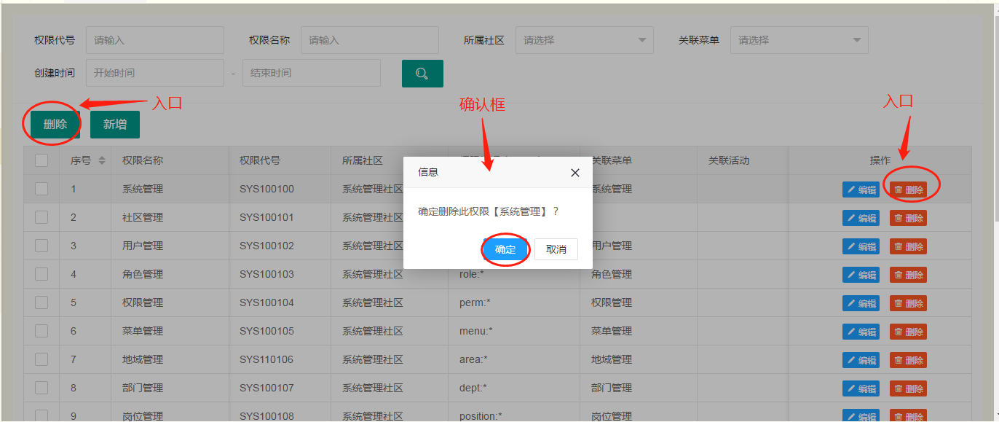 权限代号 请输入 权限名称 请输入 所属社区 请选择 关联菜单 请选择
创建时间 开始时间 - 结束时间
入口 确认框 入口
删除 新增
序号 权限名称 权限代号 所属社区 关联菜单 关联活动 操作
信息
1 系统管理 SYS100100 系统管理社区 系统管理 编辑 删除
确定删除此权限【系统管理】？
2 社区管理 SYS100101 系统管理社区 编辑 删除
3 用户管理 SYS100102 系统管理社区 用户管理 编辑 删除
确定 取消
4 角色管理 SYS100103 系统管理社区 role:* 角色管理 编辑 删除
5 权限管理 SYS100104 系统管理社区 perm:* 权限管理 编辑 删除
6 菜单管理 SYS100105 系统管理社区 menu:* 菜单管理 编辑 删除
7 地域管理 SYS110106 系统管理社区 area:* 地域管理 编辑 删除
8 部门管理 SYS100107 系统管理社区 dept:* 部门管理 编辑 删除
9 岗位管理 SYS100108 系统管理社区 position:* 岗位管理 编辑 删除